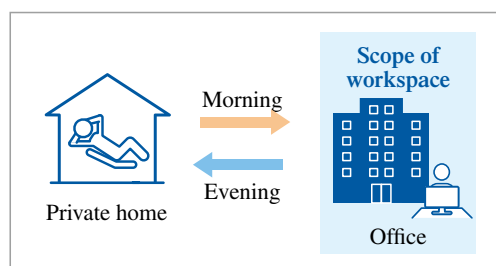 Scope of
workspace
Morning
Evening
Private home
Office